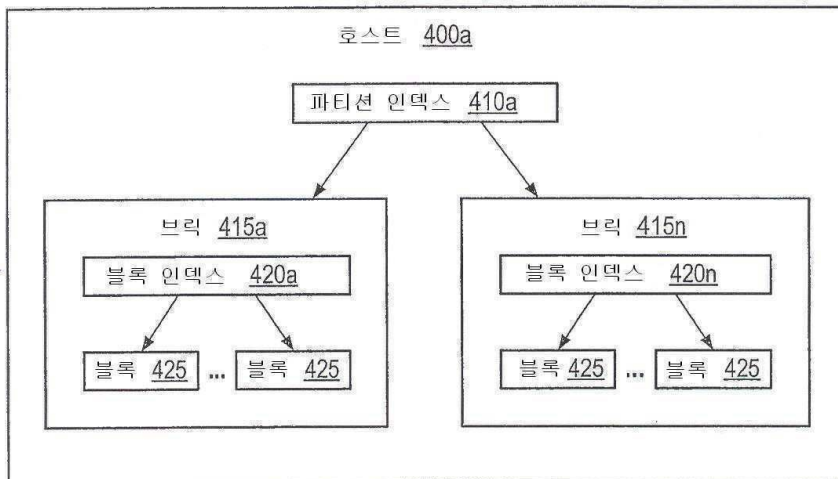 호스트 400a
파티션 인덱스 410a
브릭 415a
블록 인덱스 420a
블록 425 ... 블록 425
브릭 415n
블록 인덱스 420n
블록 425 ... 블록 425